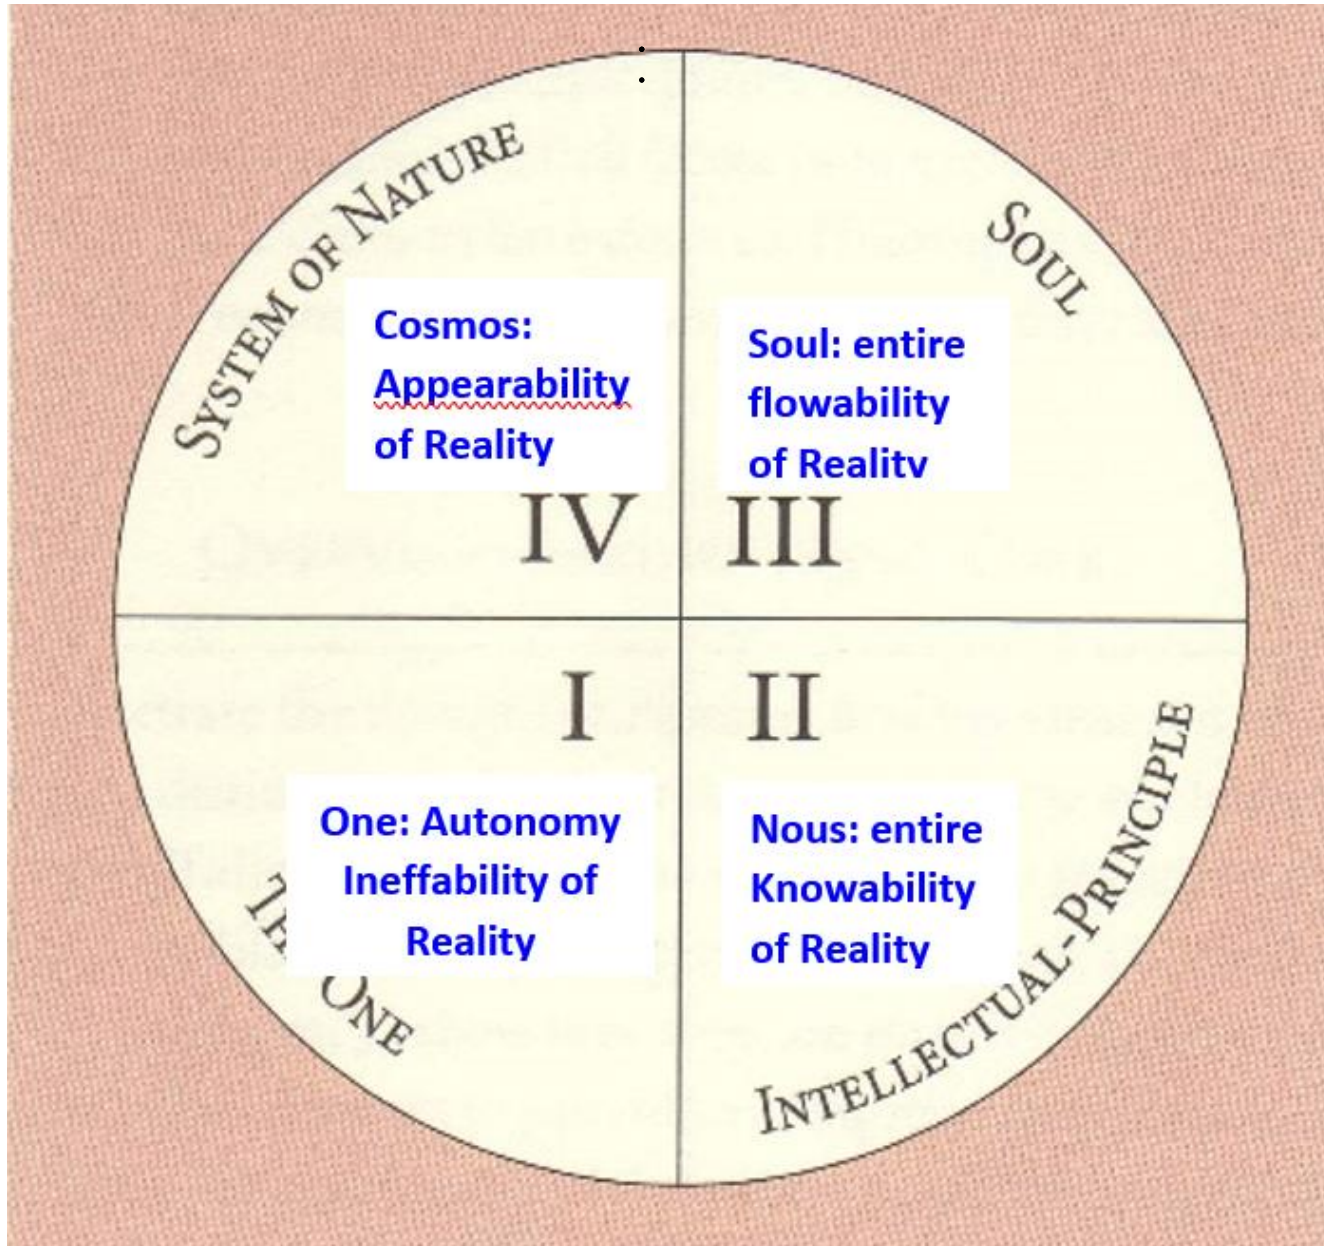 SYSTEM OF NATURE
SOUL
Cosmos:
Appearability
of Reality
Soul: entire
flowability
of Reality
IV
III
I
II
One: Autonomy
Ineffability of
Reality
Nous: entire
Knowability
of Reality
ONE
INTELLECTUAL-PRINCIPLE